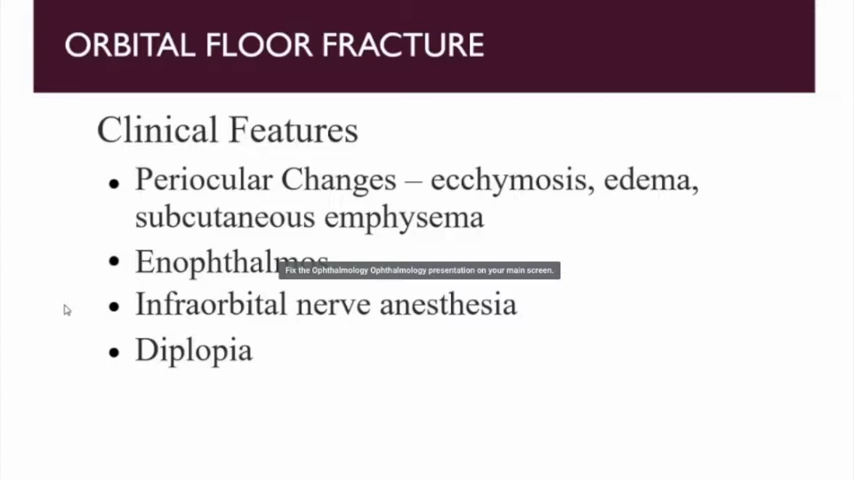 ORBITAL FLOOR FRACTURE
Clinical Features
• Periocular Changes – ecchymosis, edema,
subcutaneous emphysema
• Enophthalmos
Fix the Ophthalmology Ophthalmology presentation on your main screen.
• Infraorbital nerve anesthesia
• Diplopia